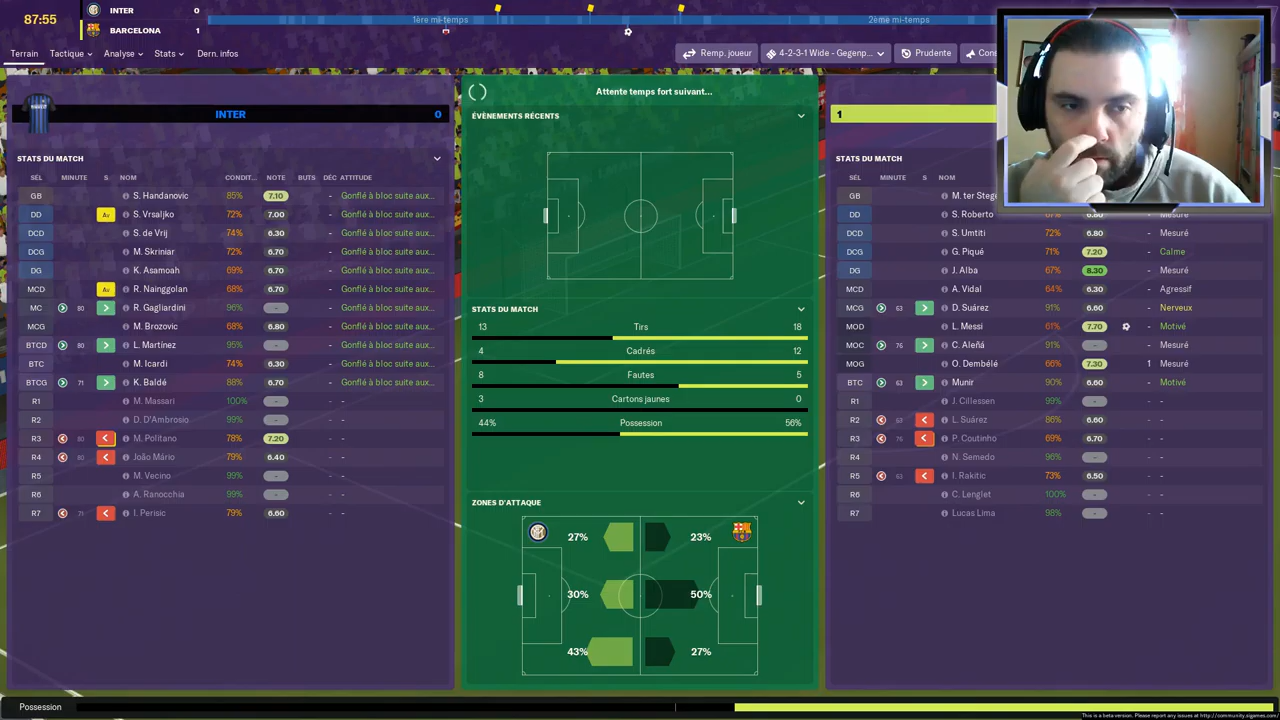 87:55
INTER 0
BARCELONA 1
1ère mi-temps
2ème mi-temps
Terrain Tactique Analyse Stats Dern. infos
Remp. joueur 4-2-3-1 Wide - Gegenp... Prudente Cons
INTER 0
Attente temps fort suivant...
1
ÉVÈNEMENTS RÉCENTS
STATS DU MATCH
SEL MINUTE S NOM CONDIT... NOTE BUTS DÉC ATTITUDE
GB S. Handanovic 85% 7.10 - Gonflé à bloc suite aux...
DD Av S. Vrsaljko 72% 7.00 - Gonflé à bloc suite aux...
DCD S. de Vrij 74% 6.30 - Gonflé à bloc suite aux...
DCG M. Skriniar 72% 6.70 - Gonflé à bloc suite aux...
DG K. Asamoah 69% 6.70 - Gonflé à bloc suite aux...
MCD Av R. Nainggolan 68% 6.70 - Gonflé à bloc suite aux...
MC 80 R. Gagliardini 96% - - Gonflé à bloc suite aux...
MCG M. Brozovic 68% 6.80 - Gonflé à bloc suite aux...
BTCD 80 L. Martínez 95% - - Gonflé à bloc suite aux...
BTC M. Icardi 74% 6.30 - Gonflé à bloc suite aux...
BTCG 71 K. Baldé 88% 6.70 - Gonflé à bloc suite aux...
R1 M. Massari 100% - - -
R2 D. D'Ambrosio 99% - - -
R3 80 M. Politano 78% 7.20 - -
R4 80 João Mário 79% 6.40 - -
R5 M. Vecino 99% - - -
R6 A. Ranocchia 99% - - -
R7 71 I. Perisic 79% 6.60 - -
STATS DU MATCH
13 Tirs 18
4 Cadrés 12
8 Fautes 5
3 Cartons jaunes 0
44% Possession 56%
ZONES D'ATTAQUE
27% 23%
30% 50%
43% 27%
STATS DU MATCH
SEL MINUTE S NOM
GB M. ter Stege
DD S. Roberto 67% 6.80 - Mesuré
DCD S. Umtiti 72% 6.80 - Mesuré
DCG G. Piqué 71% 7.20 - Calme
DG J. Alba 67% 8.30 - Mesuré
MCD A. Vidal 64% 6.30 - Agressif
MCG 63 D. Suárez 91% 6.60 - Nerveux
MOD L. Messi 61% 7.70 - Motivé
MOC 76 C. Aleñá 91% - - Mesuré
MOG O. Dembélé 66% 7.30 1 Mesuré
BTC 63 Munir 90% 6.60 - Motivé
R1 J. Cillessen 99% - - -
R2 63 L. Suárez 86% 6.60 - -
R3 76 P. Coutinho 69% 6.70 - -
R4 N. Semedo 96% - - -
R5 63 I. Rakitic 73% 6.50 - -
R6 C. Lenglet 100% - - -
R7 Lucas Lima 98% - - -
Possession
This is a beta version. Please report any issues at http://community.sigames.com